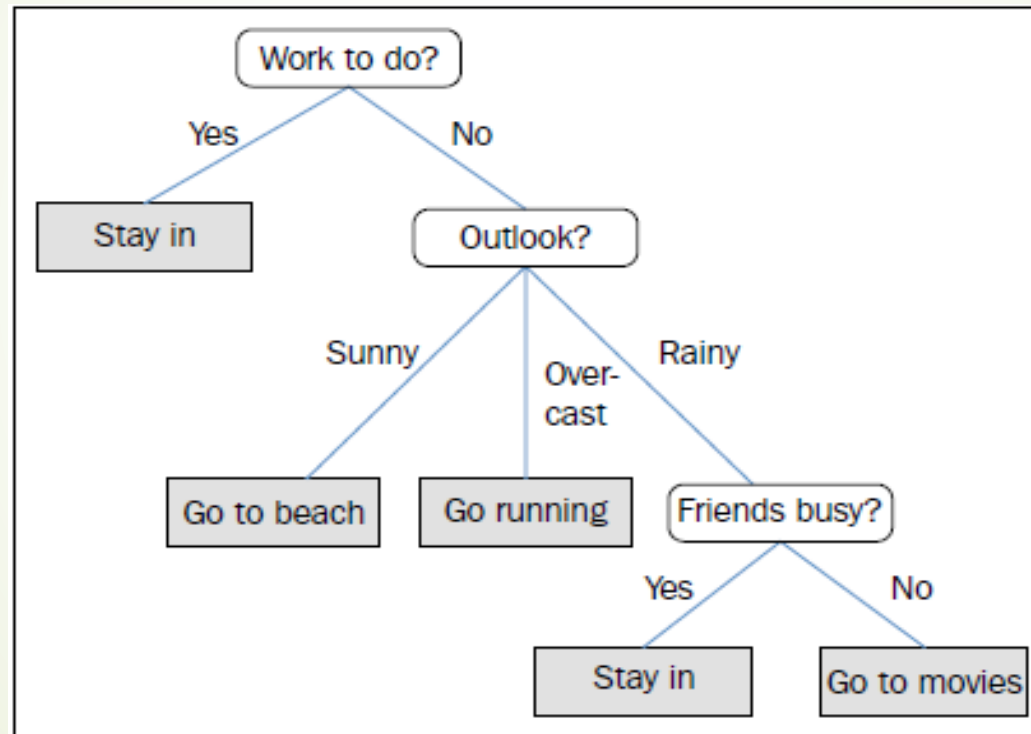 Work to do?
Yes
No
Stay in
Outlook?
Sunny
Over-
cast
Rainy
Go to beach
Go running
Friends busy?
Yes
No
Stay in
Go to movies